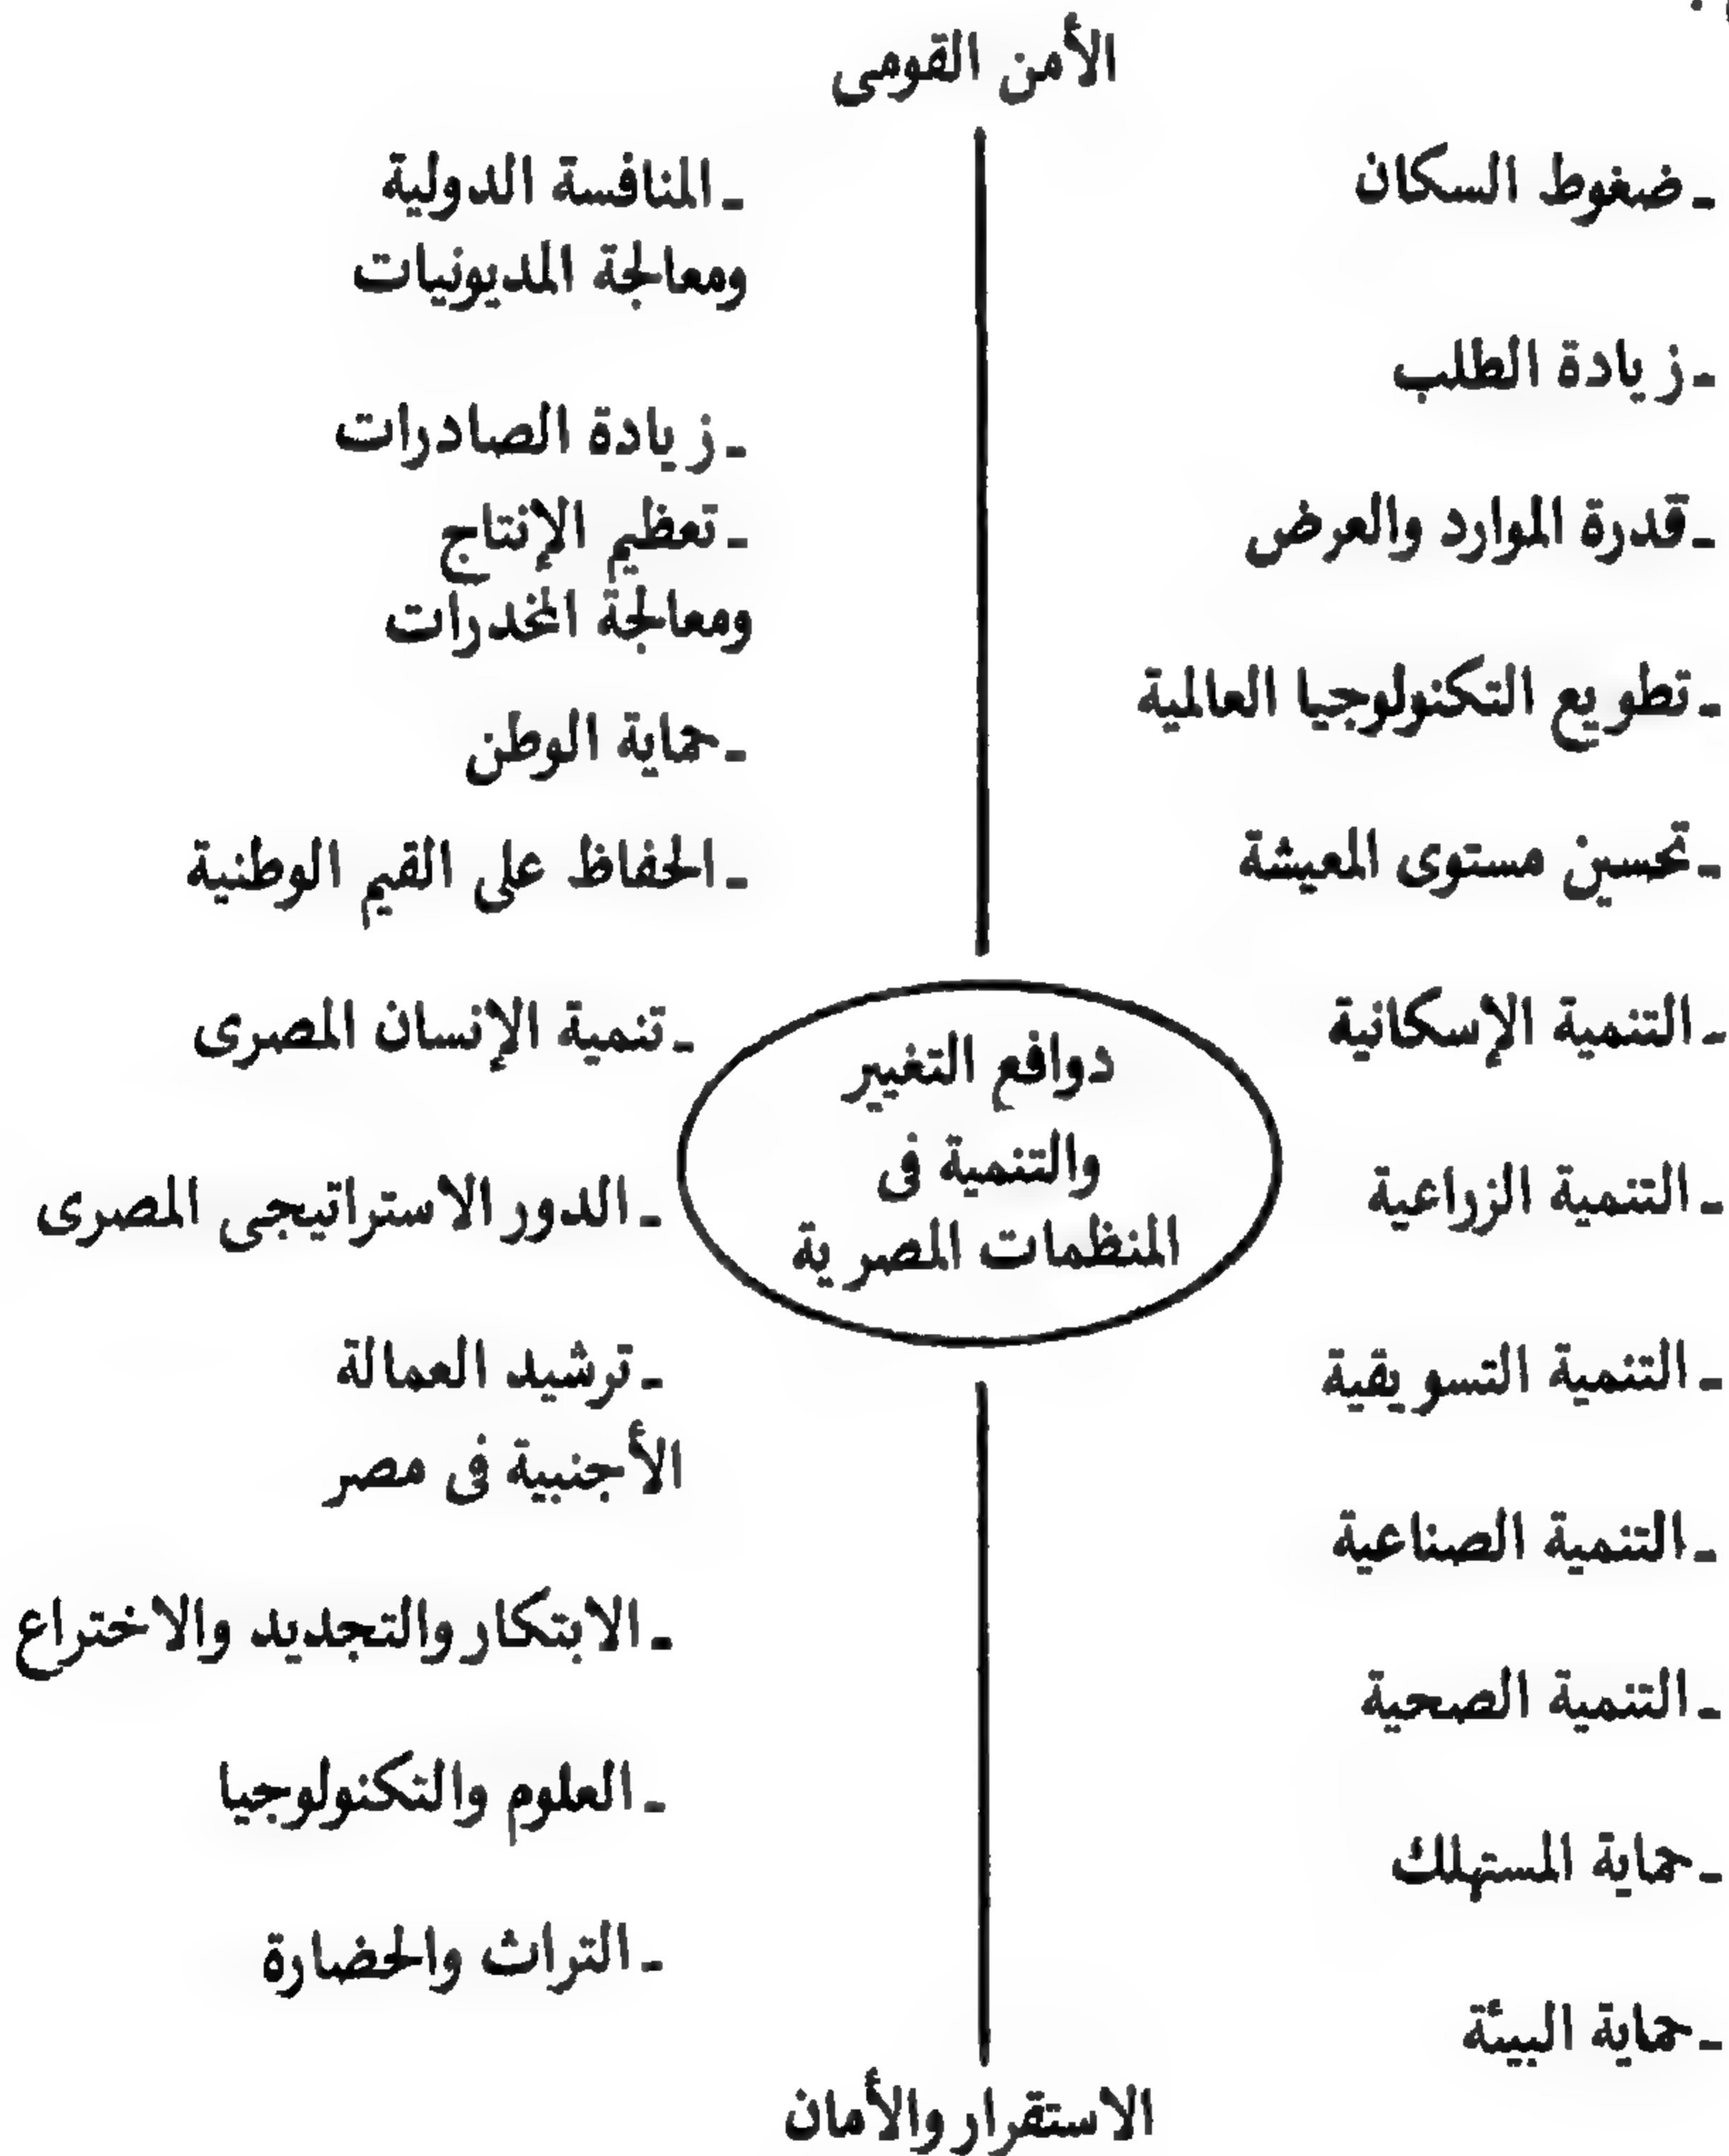 الأمن القومى
ـ ضغوط السكان
ـ زيادة الطلب
ـ قدرة الموارد والعرض
ـ تطويع التكنولوجيا العالمية
ـ تحسين مستوى المعيشة
ـ التنمية الإسكانية
ـ التنمية الزراعية
ـ التنمية التسويقية
ـ التنمية الصناعية
ـ التنمية الصحية
ـ حماية المستهلك
ـ حماية البيئة
دوافع التغيير
والتنمية فى
المنظمات المصرية
ـ المنافسة الدولية
ومعالجة المديونيات
ـ زيادة الصادرات
ـ تعظيم الإنتاج
ومعالجة المخدرات
ـ حماية الوطن
ـ الحفاظ على القيم الوطنية
ـ تنمية الإنسان المصرى
ـ الدور الاستراتيجى المصرى
ـ ترشيد العمالة
الأجنبية فى مصر
ـ الابتكار والتجديد والاختراع
ـ العلوم والتكنولوجيا
ـ التراث والحضارة
الاستقرار والأمان